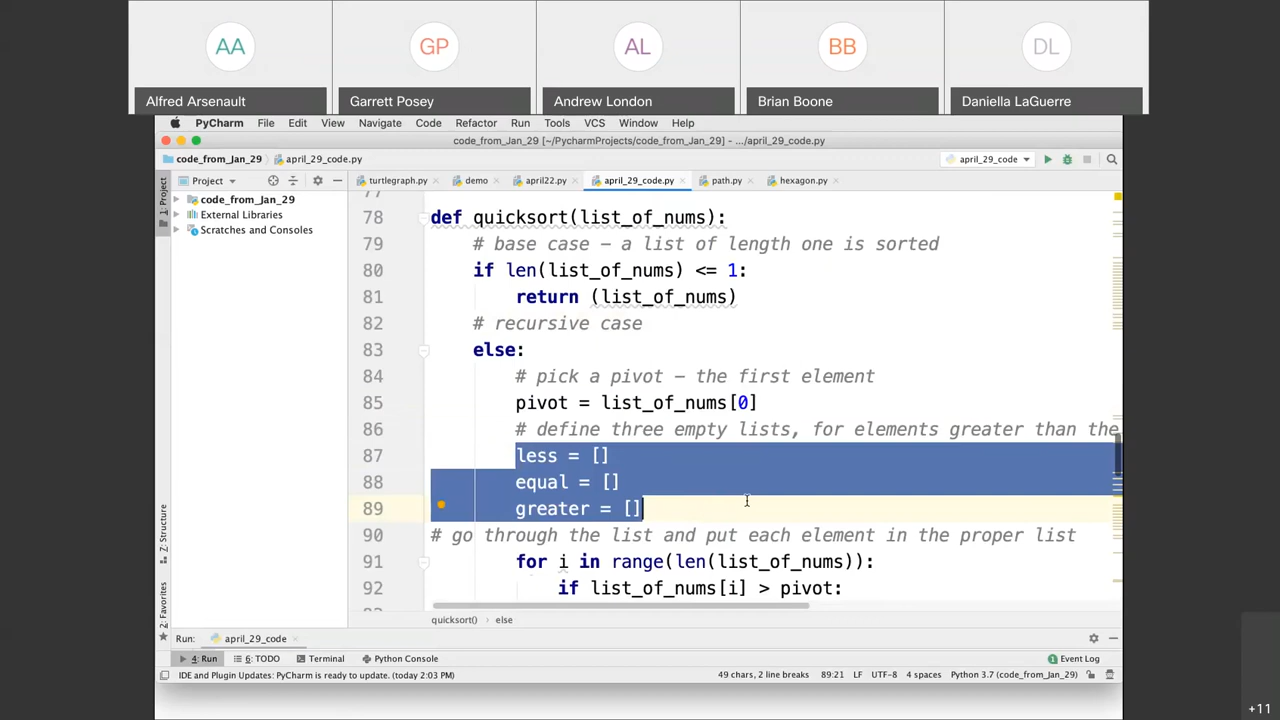 AA GP AL BB DL
Alfred Arsenault Garrett Posey Andrew London Brian Boone Daniella LaGuerre
PyCharm File Edit View Navigate Code Refactor Run Tools VCS Window Help
code_from_Jan_29 [~/PycharmProjects/code_from_Jan_29] - .../april_29_code.py
code_from_Jan_29 april_29_code.py april_29_code
1: Project Project turtlegraph.py demo april22.py april_29_code.py path.py hexagon.py
code_from_Jan_29
External Libraries
Scratches and Consoles
77
78 def quicksort(list_of_nums):
79 # base case – a list of length one is sorted
80 if len(list_of_nums) <= 1:
81 return (list_of_nums)
82 # recursive case
83 else:
84 # pick a pivot – the first element
85 pivot = list_of_nums[0]
86 # define three empty lists, for elements greater than the
87 less = []
88 equal = []
89 greater = []
90 # go through the list and put each element in the proper list
91 for i in range(len(list_of_nums)):
92 if list_of_nums[i] > pivot:
Z: Structure
2: Favorites
quicksort() else
Run: april_29_code
4: Run 6: TODO Terminal Python Console Event Log
IDE and Plugin Updates: PyCharm is ready to update. (today 2:03 PM) 49 chars, 2 line breaks 89:21 LF UTF-8 4 spaces Python 3.7 (code_from_Jan_29)
+11